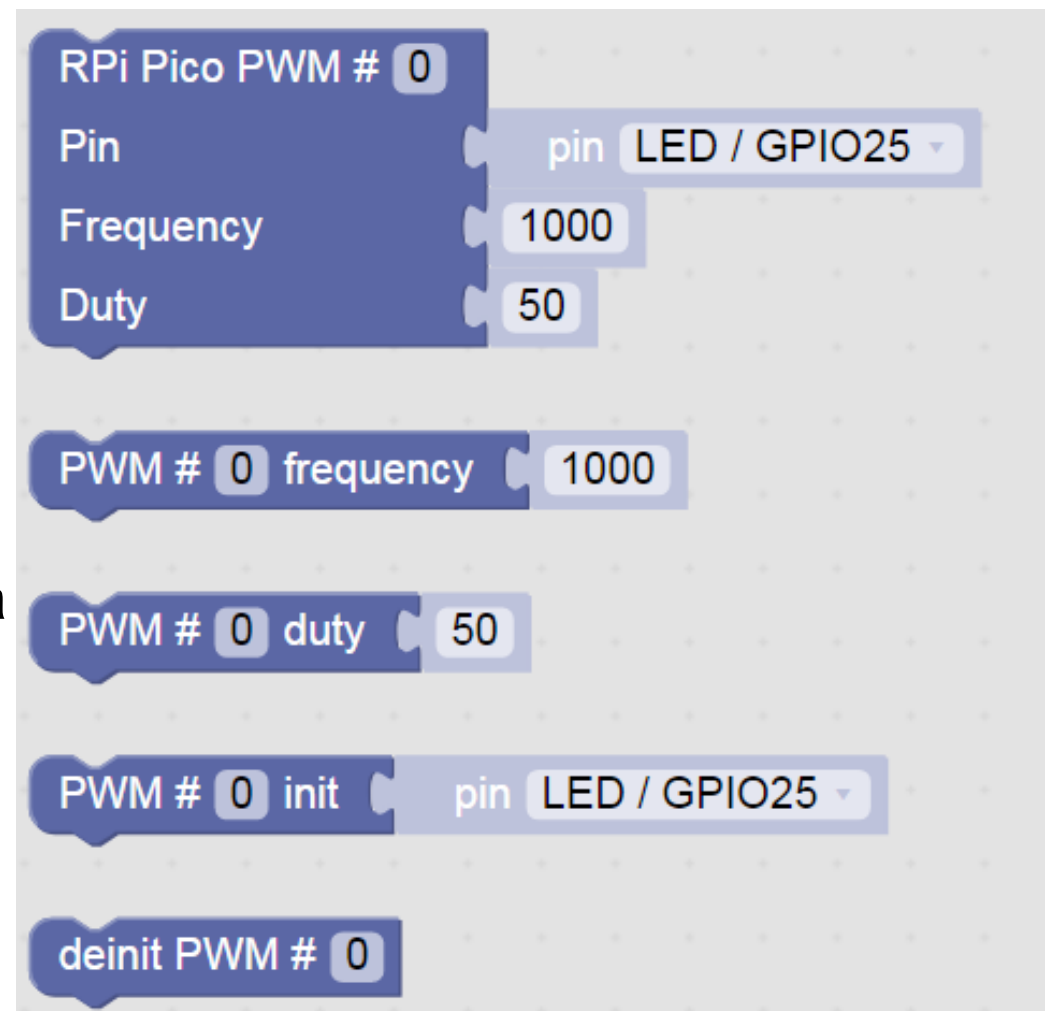 RPi Pico PWM # 0
Pin pin LED / GPIO25
Frequency 1000
Duty 50
PWM # 0 frequency 1000
PWM # 0 duty 50
PWM # 0 init pin LED / GPIO25
deinit PWM # 0